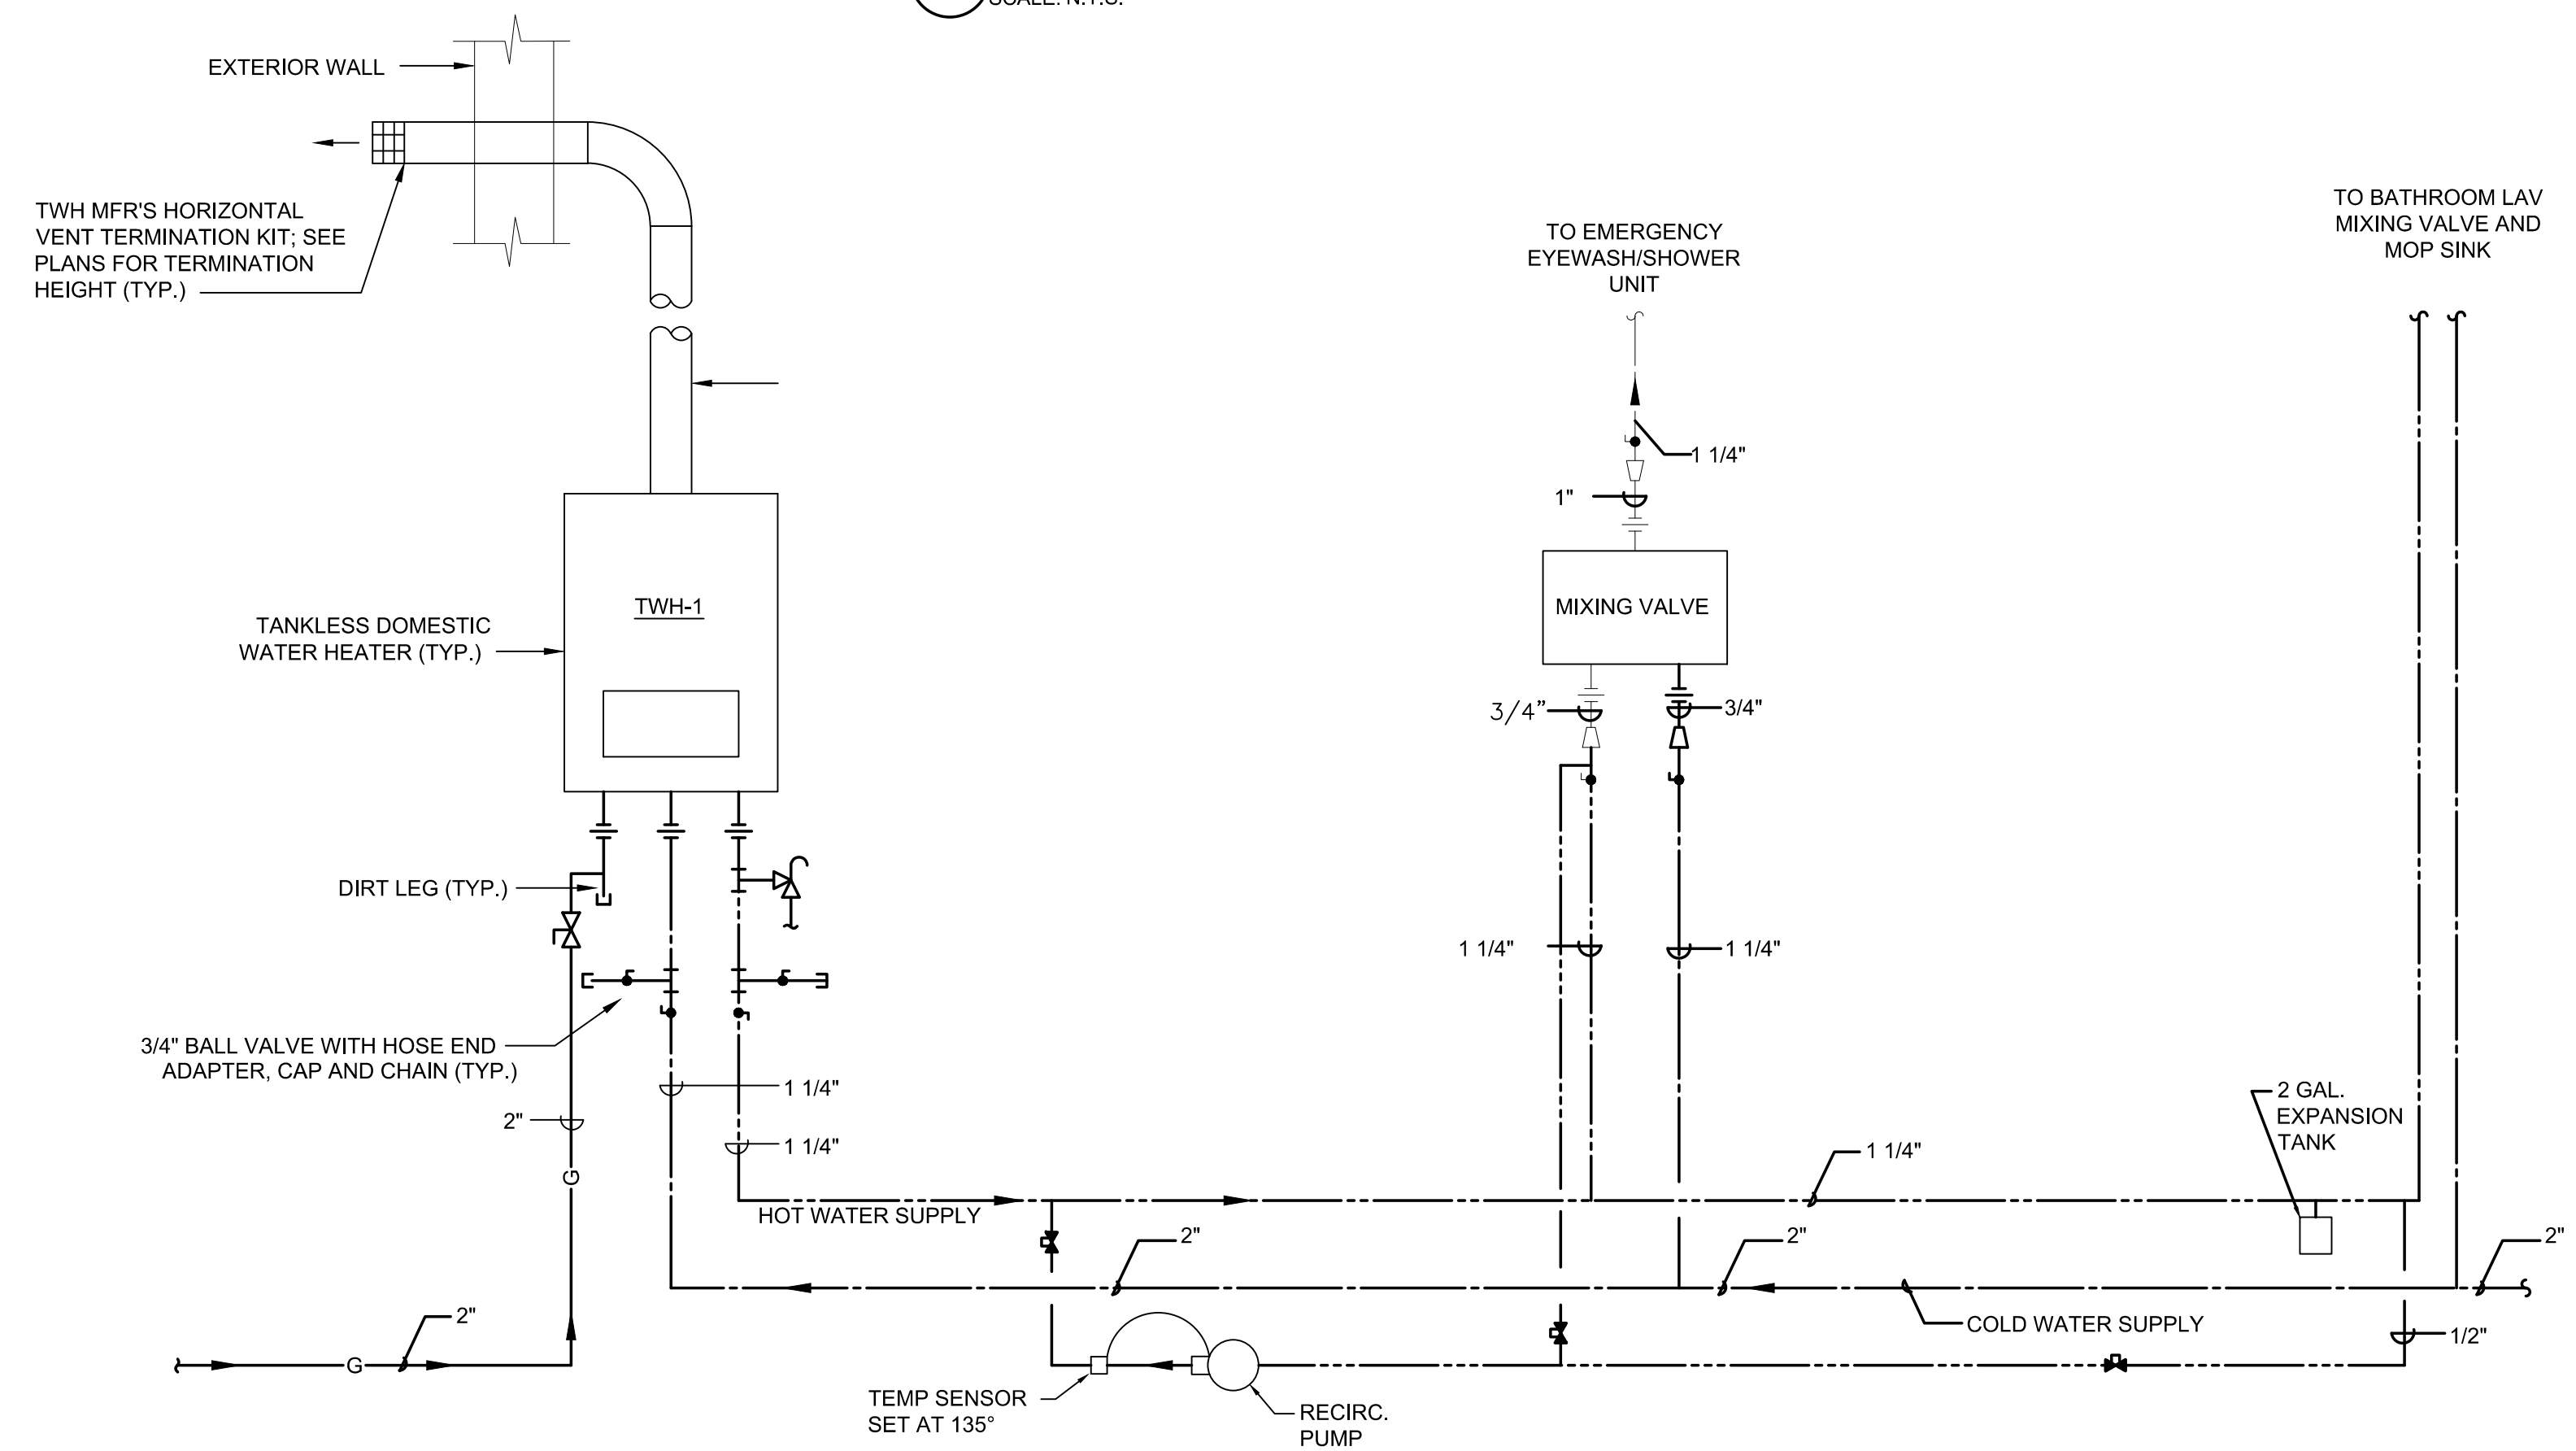 SCALE: N.T.S.
EXTERIOR WALL
TWH MFR'S HORIZONTAL
VENT TERMINATION KIT; SEE
PLANS FOR TERMINATION
HEIGHT (TYP.)
TO EMERGENCY
EYEWASH/SHOWER
UNIT
TO BATHROOM LAV
MIXING VALVE AND
MOP SINK
1 1/4"
1"
MIXING VALVE
TWH-1
TANKLESS DOMESTIC
WATER HEATER (TYP.)
3/4"
3/4"
DIRT LEG (TYP.)
1 1/4"
1 1/4"
3/4" BALL VALVE WITH HOSE END
ADAPTER, CAP AND CHAIN (TYP.)
1 1/4"
2"
1 1/4"
G
2 GAL.
EXPANSION
TANK
1 1/4"
HOT WATER SUPPLY
2"
2"
2"
2"
G
COLD WATER SUPPLY
1/2"
TEMP SENSOR
SET AT 135°
RECIRC.
PUMP